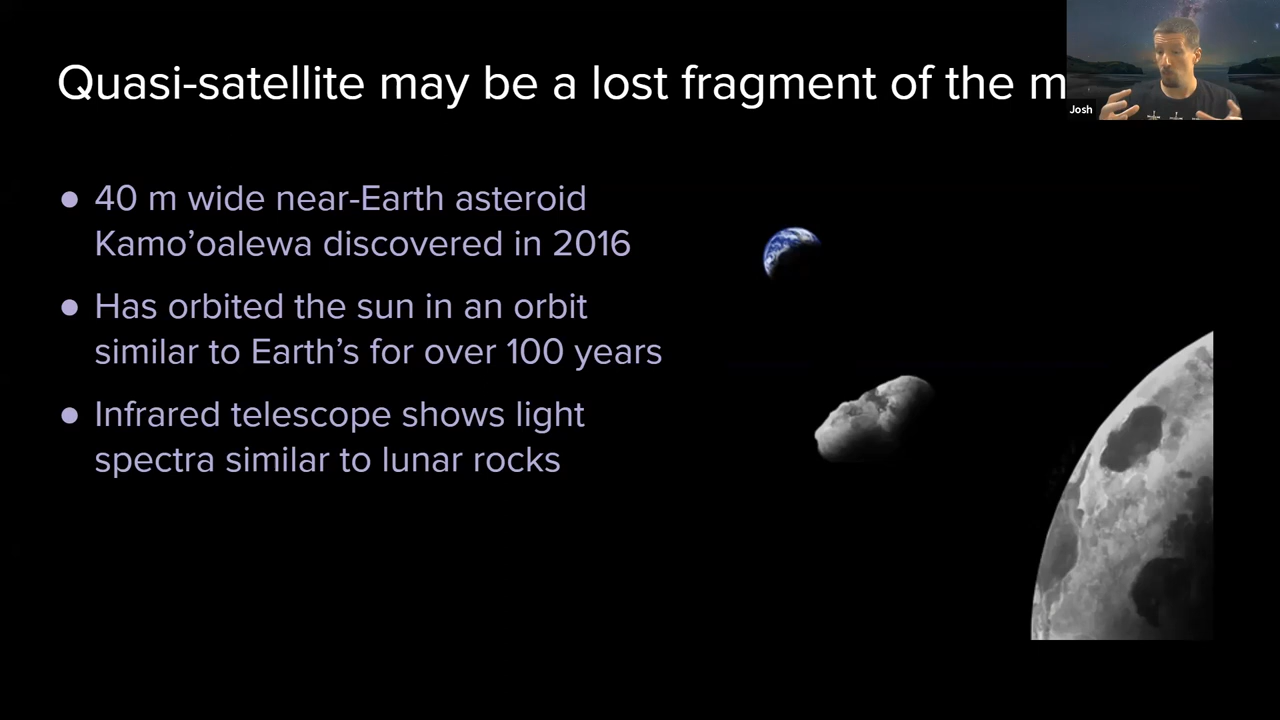 Quasi-satellite may be a lost fragment of the m
Josh
● 40 m wide near-Earth asteroid
Kamo’oalewa discovered in 2016
● Has orbited the sun in an orbit
similar to Earth’s for over 100 years
● Infrared telescope shows light
spectra similar to lunar rocks